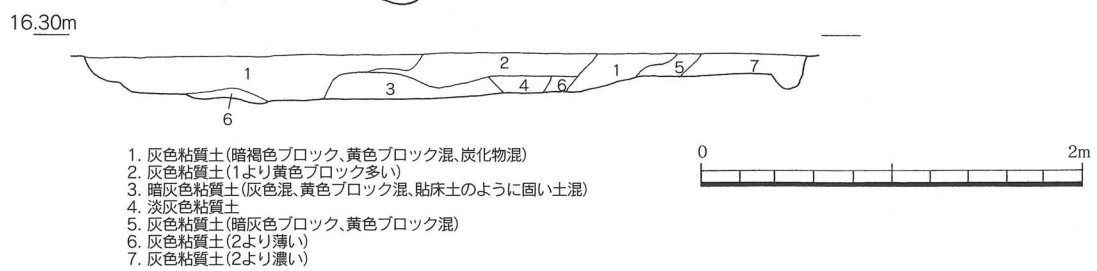 16.30m
1 2 1 5 7
3 4 6
6
1. 灰色粘質土(暗褐色ブロック、黄色ブロック混、炭化物混)
2. 灰色粘質土(1より黄色ブロック多い)
3. 暗灰色粘質土(灰色混、黄色ブロック混、貼床土のように固い土混)
4. 淡灰色粘質土
5. 灰色粘質土(暗灰色ブロック、黄色ブロック混)
6. 灰色粘質土(2より薄い)
7. 灰色粘質土(2より濃い)
0 2m